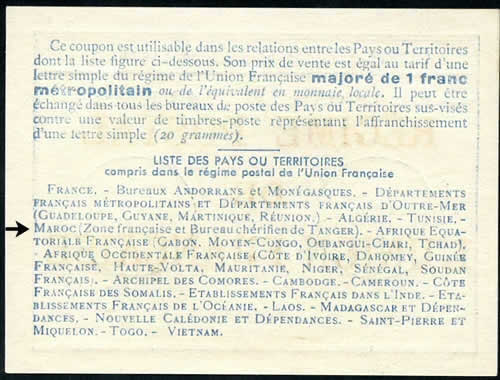 Ce coupon est utilisable dans les relations entre les Pays ou Territoires
dont la liste figure ci-dessous. Son prix de vente est égal au tarif d'une
lettre simple du régime de l'Union Française majoré de 1 franc
métropolitain ou de l'équivalent en monnaie locale. Il peut être
échangé dans tous les bureaux de poste des Pays ou Territoires sus-visés
contre une valeur de timbres-poste représentant l'affranchissement
d'une lettre simple (20 grammes).
LISTE DES PAYS OU TERRITOIRES
compris dans le régime postal de l'Union Française
FRANCE. - Bureaux ANDORRANS et MONÉGASQUES. - DÉPARTEMENTS
FRANÇAIS MÉTROPOLITAINS ET DÉPARTEMENTS FRANÇAIS D'OUTRE-MER
(GUADELOUPE, GUYANE, MARTINIQUE, RÉUNION.) - ALGÉRIE. - TUNISIE. -
MAROC (Zone française et Bureau chérifien de TANGER). - AFRIQUE EQUA-
TORIALE FRANÇAISE (GABON, MOYEN-CONGO, OUBANGUI-CHARI, TCHAD).
- AFRIQUE OCCIDENTALE FRANÇAISE (CÔTE D'IVOIRE, DAHOMEY, GUINÉE
FRANÇAISE, HAUTE-VOLTA, MAURITANIE, NIGER, SÉNÉGAL, SOUDAN
FRANÇAIS). - ARCHIPEL DES COMORES. - CAMBODGE. - CAMEROUN. - CÔTE
FRANÇAISE DES SOMALIS. - ETABLISSEMENTS FRANÇAIS DANS L'INDE. - ETA-
BLISSEMENTS FRANÇAIS DE L'OCÉANIE. - LAOS. - MADAGASCAR ET DÉPEN-
DANCES. - NOUVELLE CALÉDONIE ET DÉPENDANCES. - SAINT-PIERRE ET
MIQUELON. - TOGO. - VIETNAM.